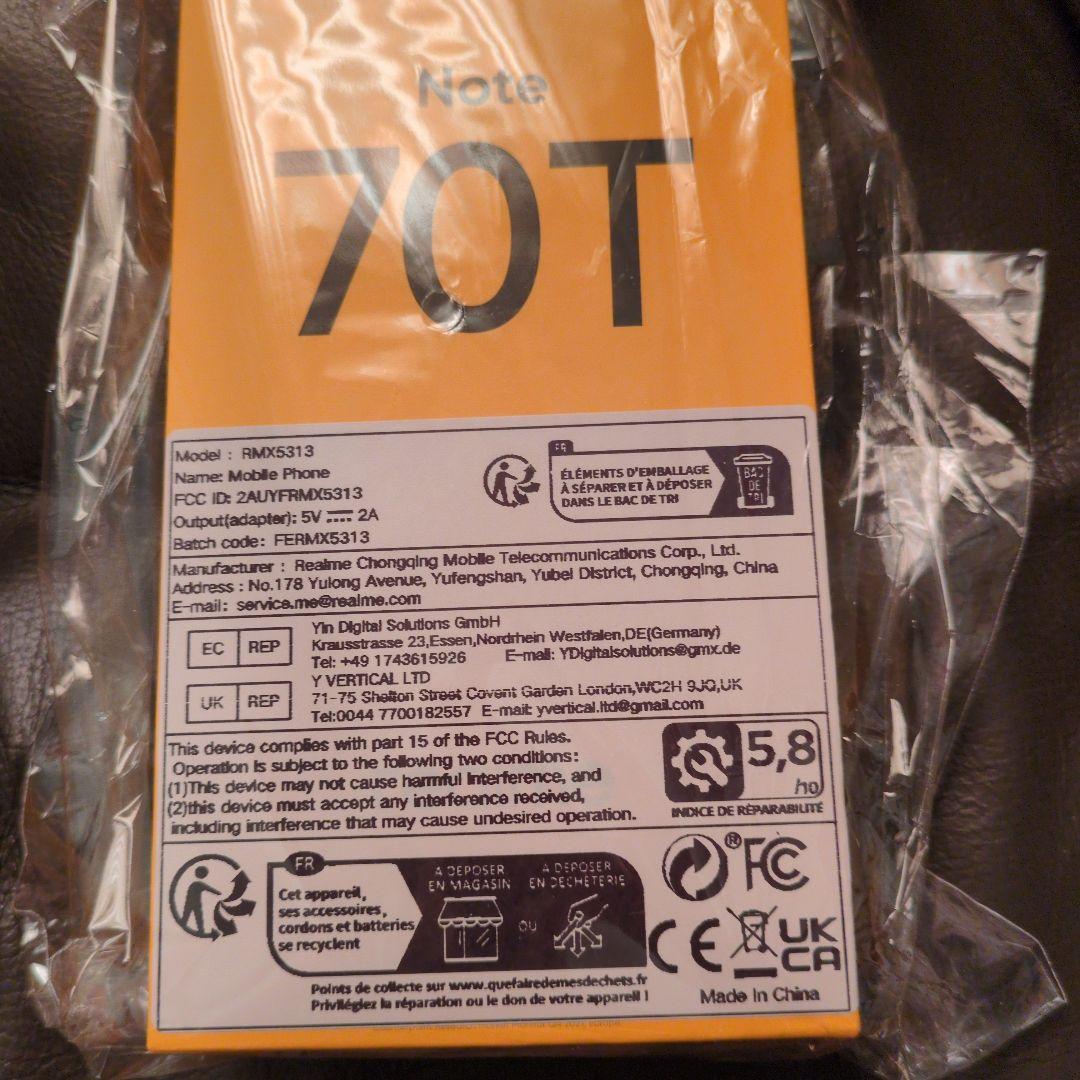 Note
70T
Model : RMX5313
Name: Mobile Phone
FCC ID: 2AUYFRMX5313
Output(adapter): 5V 2A
Batch code: FERMX5313
FR
ÉLÉMENTS D'EMBALLAGE
À SÉPARER ET À DÉPOSER
DANS LE BAC DE TRI
BAC
DE
TRI
Manufacturer : Realme Chongqing Mobile Telecommunications Corp., Ltd.
Address : No.178 Yulong Avenue, Yufengshan, Yubei District, Chongqing, China
E-mail: service.me@realme.com
EC REP
Yin Digital Solutions GmbH
Krausstrasse 23,Essen,Nordrhein Westfalen,DE(Germany)
Tel: +49 1743615926 E-mail: YDigitalsolutions@gmx.de
UK REP
Y VERTICAL LTD
71-75 Shelton Street Covent Garden London,WC2H 9JQ,UK
Tel:0044 7700182557 E-mail: yvertical.ltd@gmail.com
This device complies with part 15 of the FCC Rules.
Operation is subject to the following two conditions:
(1)This device may not cause harmful interference, and
(2)this device must accept any interference received,
including interference that may cause undesired operation.
5,8
/10
INDICE DE RÉPARABILITÉ
FR
Cet appareil,
ses accessoires,
cordons et batteries
se recyclent
À DÉPOSER
EN MAGASIN
OU
À DÉPOSER
EN DÉCHÈTERIE
Points de collecte sur www.quefairedemesdechets.fr
Privilégiez la réparation ou le don de votre appareil !
® FC
CE
UK
CA
Made In China